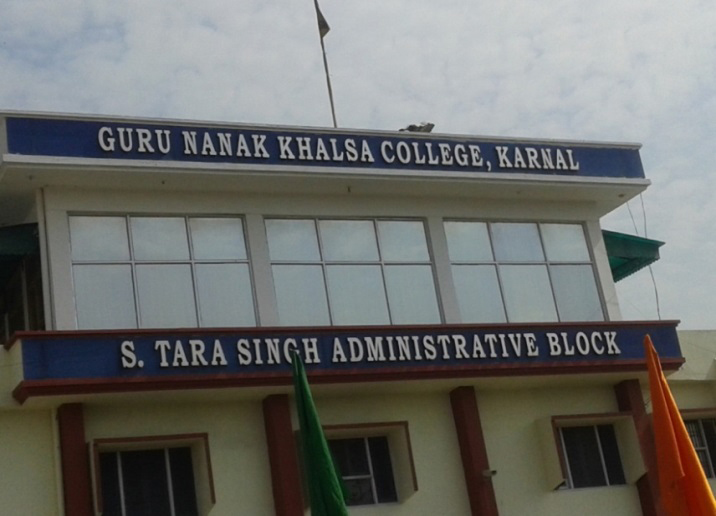 GURU NANAK KHALSA COLLEGE, KARNAL
S. TARA SINGH ADMINISTRATIVE BLOCK